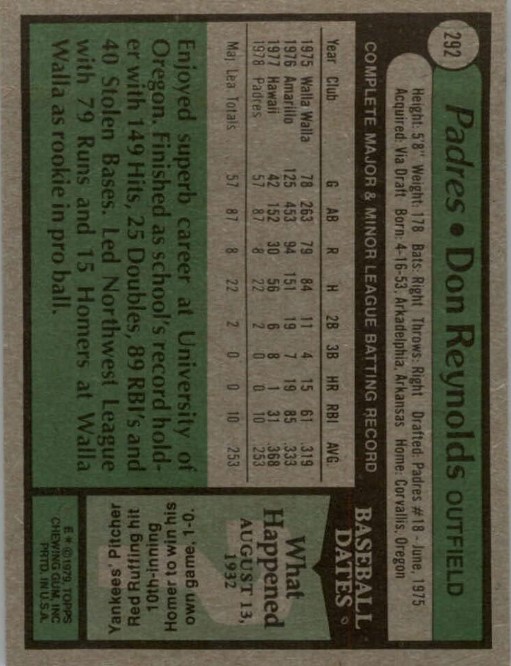 292
Padres • Don Reynolds OUTFIELD
Height: 5'8" Weight: 178 Bats: Right Throws: Right Drafted: Padres #18 - June, 1975
Acquired: Via Draft Born: 4-16-53, Arkadelphia, Arkansas Home: Corvallis, Oregon
COMPLETE MAJOR & MINOR LEAGUE BATTING RECORD
Year Club G AB R H 2B 3B HR RBI AVG
1975 Walla Walla 78 263 79 84 11 4 15 61 .319
1976 Amarillo 125 453 94 151 19 7 19 85 .333
1977 Hawaii 42 152 30 56 6 8 1 31 .368
1978 Padres 57 87 8 22 2 0 0 10 .253
Maj. Lea. Totals 57 87 8 22 2 0 0 10 .253
Enjoyed superb career at University of
Oregon. Finished as school's record hold-
er with 149 Hits, 25 Doubles, 89 RBI's and
40 Stolen Bases. Led Northwest League
with 79 Runs and 15 Homers at Walla
Walla as rookie in pro ball.
BASEBALL
DATES
What
Happened
AUGUST 13,
1932
Yankees, Pitcher
Red Ruffing hit
10th-inning
Homer to win his
own game, 1-0.
© 1979, TOPPS
CHEWING GUM, INC
PRTD. IN U.S.A.